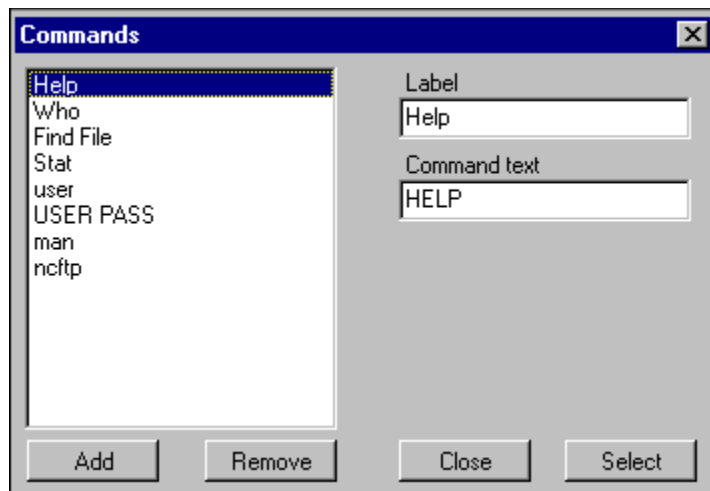 Commands
Help
Who
Find File
Stat
user
USER PASS
man
ncftp
Label
Help
Command text
HELP
Add
Remove
Close
Select